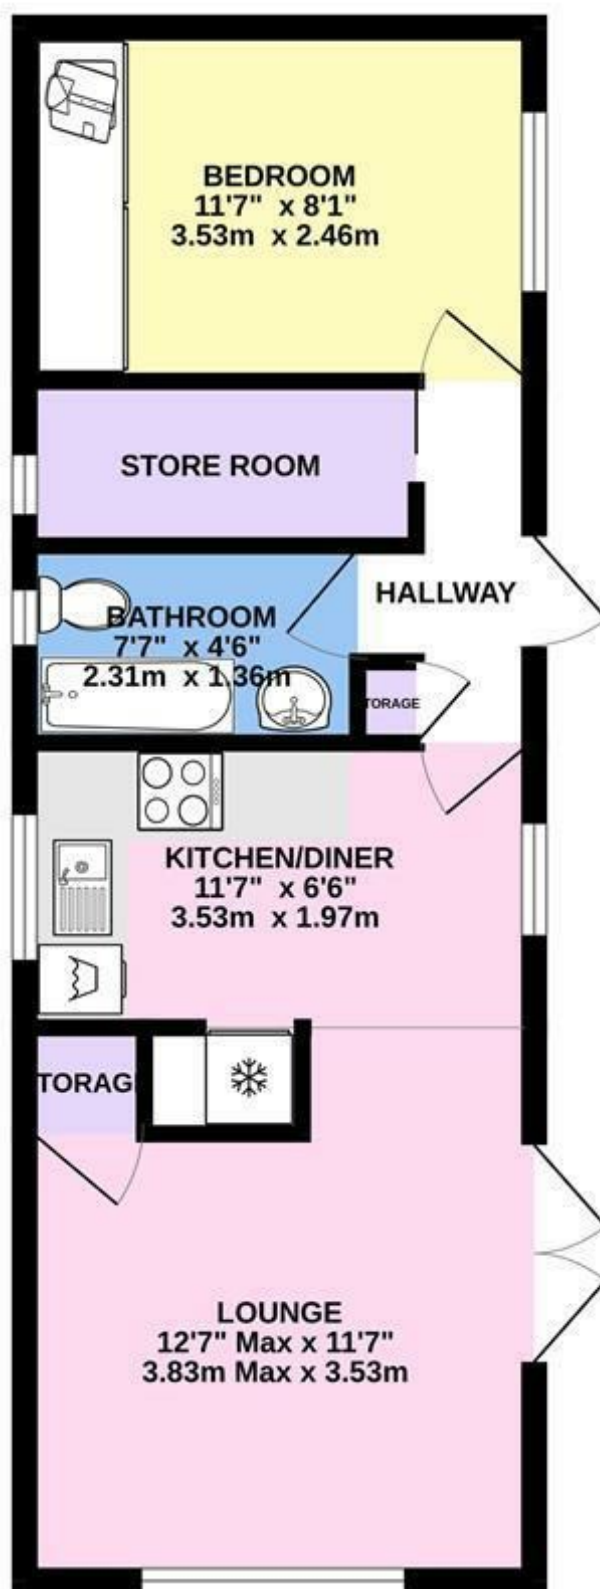 BEDROOM
11'7" x 8'1"
3.53m x 2.46m
STORE ROOM
HALLWAY
BATHROOM
7'7" x 4'6"
2.31m x 1.36m
TORAGE
KITCHEN/DINER
11'7" x 6'6"
3.53m x 1.97m
TORAG
LOUNGE
12'7" Max x 11'7"
3.83m Max x 3.53m